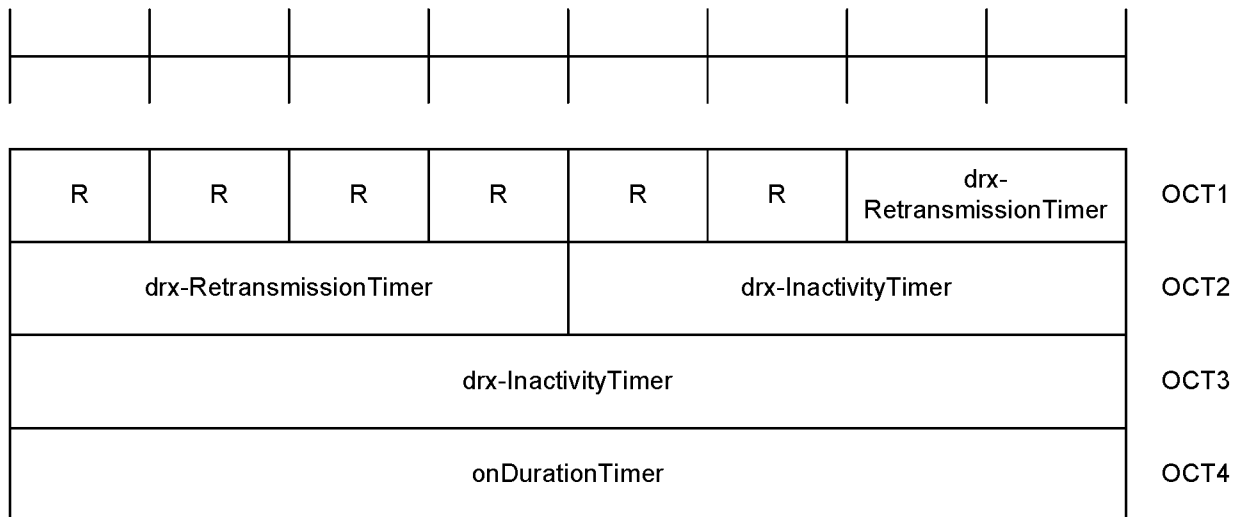 R R R R R R drx-
RetransmissionTimer OCT1
drx-RetransmissionTimer drx-InactivityTimer OCT2
drx-InactivityTimer OCT3
onDurationTimer OCT4